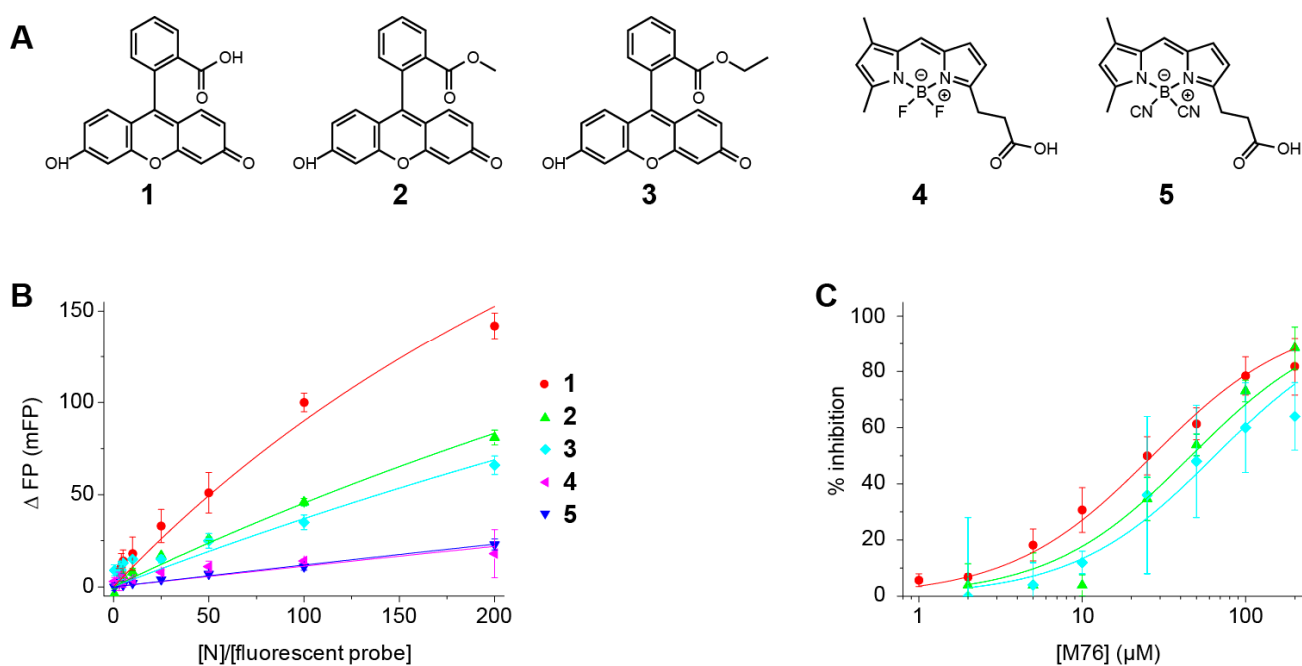 A
OH
O
OH
O
O
1
O
O
OH
O
O
2
O
O
OH
O
O
3
N
B
N
⊖
⊕
F
F
O
OH
4
N
B
N
⊖
⊕
CN
CN
O
OH
5
B
150
100
50
0
Δ FP (mFP)
0
50
100
150
200
[N]/[fluorescent probe]
1
2
3
4
5
C
100
80
60
40
20
0
% inhibition
1
10
100
[M76] (µM)